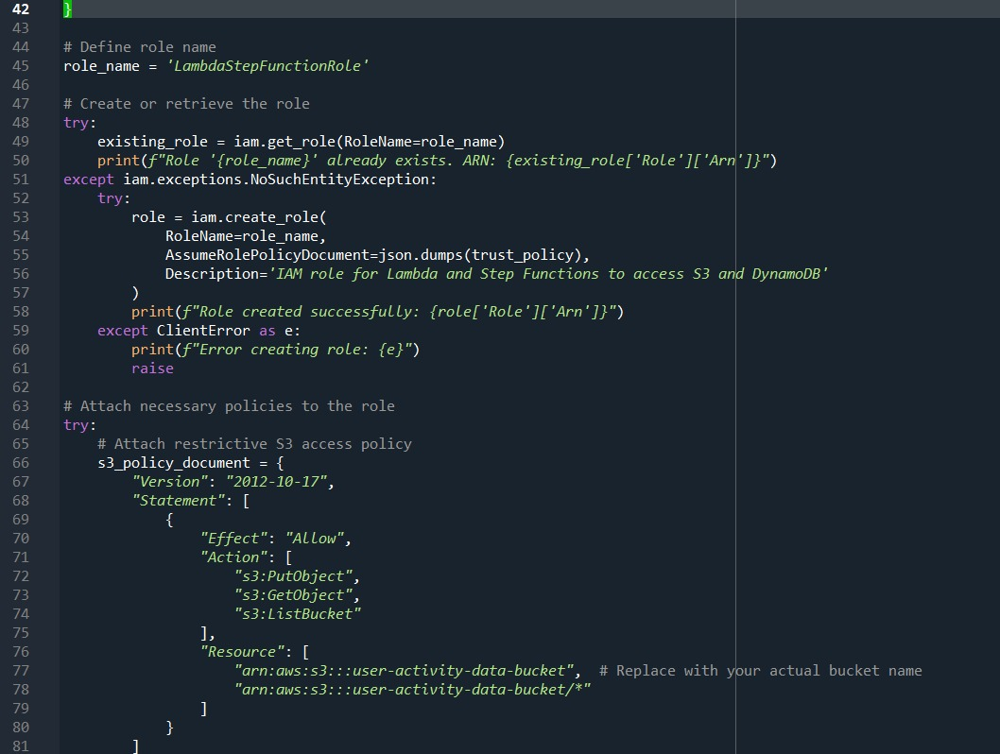 42 }
43
44 # Define role name
45 role_name = 'LambdaStepFunctionRole'
46
47 # Create or retrieve the role
48 try:
49     existing_role = iam.get_role(RoleName=role_name)
50     print(f"Role '{role_name}' already exists. ARN: {existing_role['Role']['Arn']}")
51 except iam.exceptions.NoSuchEntityException:
52     try:
53         role = iam.create_role(
54             RoleName=role_name,
55             AssumeRolePolicyDocument=json.dumps(trust_policy),
56             Description='IAM role for Lambda and Step Functions to access S3 and DynamoDB'
57         )
58         print(f"Role created successfully: {role['Role']['Arn']}")
59     except ClientError as e:
60         print(f"Error creating role: {e}")
61         raise
62
63 # Attach necessary policies to the role
64 try:
65     # Attach restrictive S3 access policy
66     s3_policy_document = {
67         "Version": "2012-10-17",
68         "Statement": [
69             {
70                 "Effect": "Allow",
71                 "Action": [
72                     "s3:PutObject",
73                     "s3:GetObject",
74                     "s3:ListBucket"
75                 ],
76                 "Resource": [
77                     "arn:aws:s3:::user-activity-data-bucket",  # Replace with your actual bucket name
78                     "arn:aws:s3:::user-activity-data-bucket/*"
79                 ]
80             }
81         ]